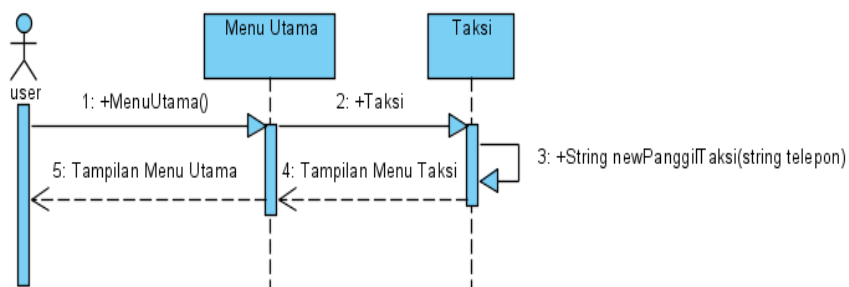 Menu Utama
Taksi
user
1: +MenuUtama()
2: +Taksi
3: +String newPanggilTaksi(string telepon)
5: Tampilan Menu Utama
4: Tampilan Menu Taksi